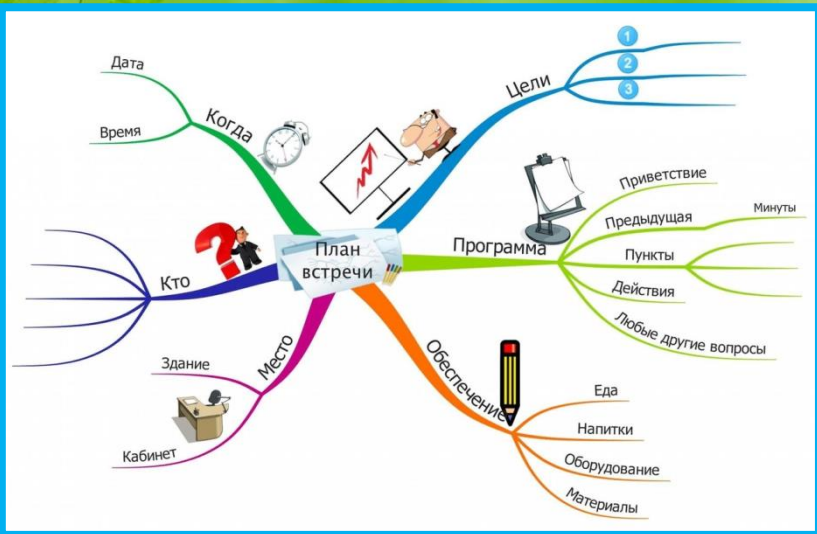 План
встречи
Цели
1
2
3
Программа
Приветствие
Предыдущая
Минуты
Пункты
Действия
Любые другие вопросы
Обеспечение
Еда
Напитки
Оборудование
Материалы
Место
Здание
Кабинет
Кто
Когда
Дата
Время